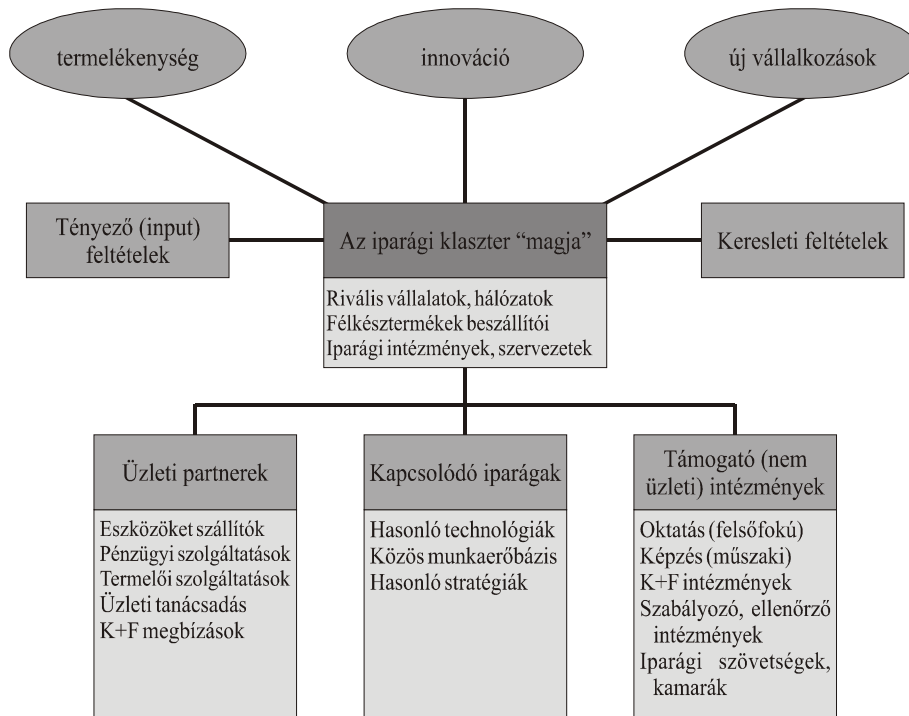 termelékenység
innováció
új vállalkozások
Tényező (input)
feltételek
Az iparági klaszter “magja”
Keresleti feltételek
Rivális vállalatok, hálózatok
Félkésztermékek beszállítói
Iparági intézmények, szervezetek
Üzleti partnerek
Eszközöket szállítók
Pénzügyi szolgáltatások
Termelői szolgáltatások
Üzleti tanácsadás
K+F megbízások
Kapcsolódó iparágak
Hasonló technológiák
Közös munkaerőbázis
Hasonló stratégiák
Támogató (nem
üzleti) intézmények
Oktatás (felsőfokú)
Képzés (műszaki)
K+F intézmények
Szabályozó, ellenőrző
intézmények
Iparági szövetségek,
kamarák